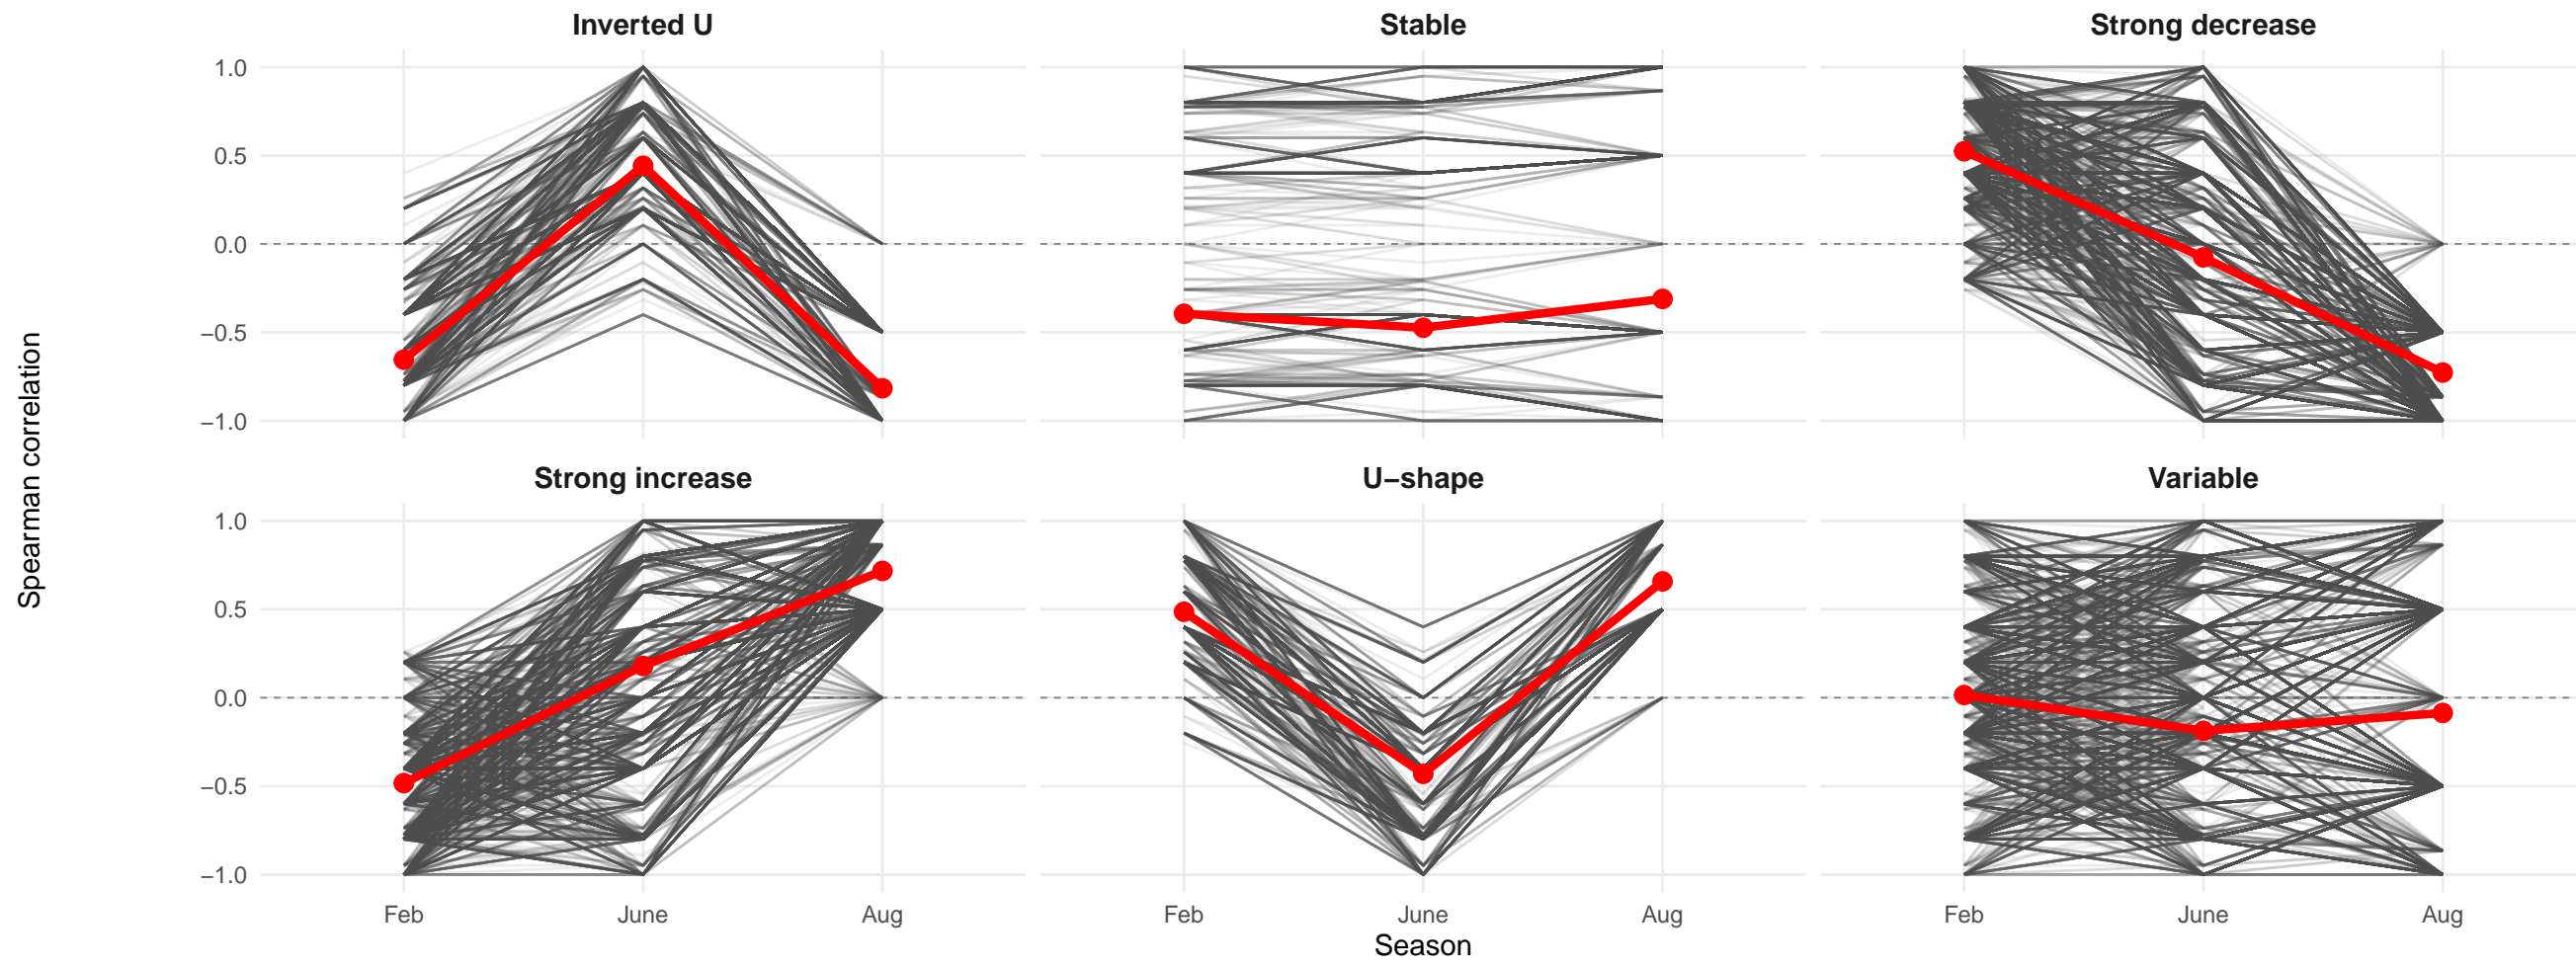 Inverted U
Stable
Strong decrease
1.0
0.5
0.0
−0.5
−1.0
Strong increase
U−shape
Variable
1.0
0.5
0.0
−0.5
−1.0
Feb
June
Aug
Feb
June
Aug
Feb
June
Aug
Season
Spearman correlation